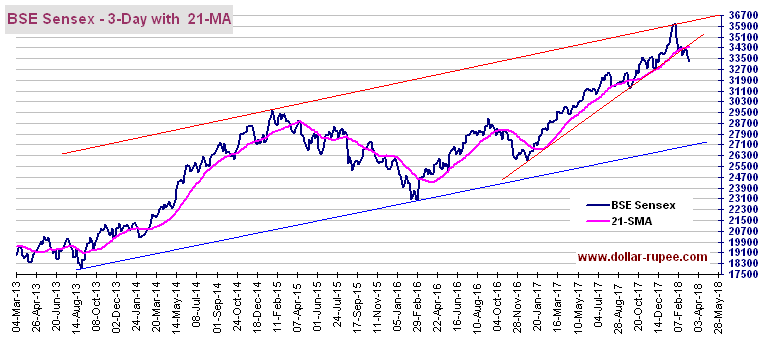 BSE Sensex - 3-Day with 21-MA
36700
35900
35100
34300
33500
32700
31900
31100
30300
29500
28700
27900
27100
26300
25500
24700
23900
23100
22300
21500
20700
19900
19100
18300
17500
BSE Sensex
21-SMA
www.dollar-rupee.com
04-Mar-13
26-Apr-13
20-Jun-13
14-Aug-13
08-Oct-13
02-Dec-13
24-Jan-14
20-Mar-14
14-May-14
08-Jul-14
01-Sep-14
24-Oct-14
18-Dec-14
11-Feb-15
07-Apr-15
01-Jun-15
24-Jul-15
17-Sep-15
11-Nov-15
05-Jan-16
29-Feb-16
22-Apr-16
16-Jun-16
10-Aug-16
04-Oct-16
28-Nov-16
20-Jan-17
16-Mar-17
10-May-17
04-Jul-17
28-Aug-17
20-Oct-17
14-Dec-17
07-Feb-18
03-Apr-18
28-May-18